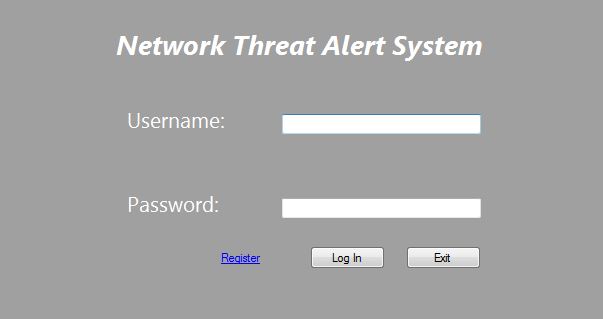 Network Threat Alert System
Username:
Password:
Register Log In Exit